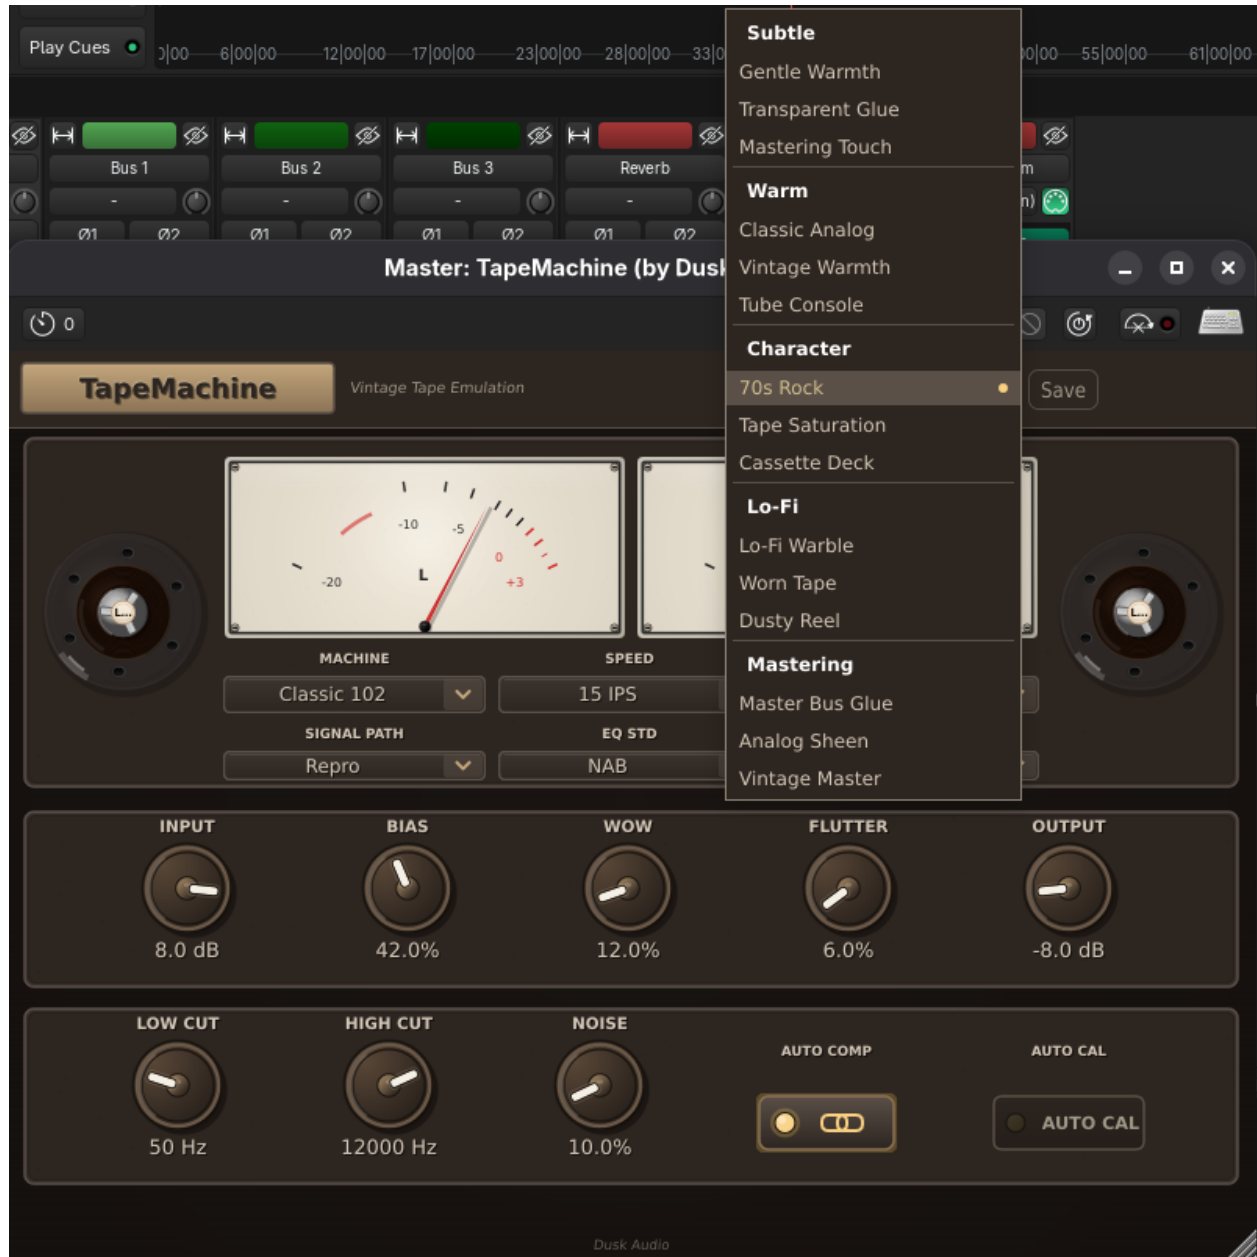 Play Cues
6|00|00
12|00|00
17|00|00
23|00|00
28|00|00
55|00|00
61|00|00
Bus 1
Bus 2
Bus 3
Reverb
-
-
-
-
Ø1
Ø2
Ø1
Ø2
Ø1
Ø2
Ø1
Ø2
Master: TapeMachine (by Dusk
0
TapeMachine
Vintage Tape Emulation
Save
Subtle
Gentle Warmth
Transparent Glue
Mastering Touch
Warm
Classic Analog
Vintage Warmth
Tube Console
Character
70s Rock
Tape Saturation
Cassette Deck
Lo-Fi
Lo-Fi Warble
Worn Tape
Dusty Reel
Mastering
Master Bus Glue
Analog Sheen
Vintage Master
-20
-10
-5
0
+3
L
L...
L...
MACHINE
SPEED
Classic 102
15 IPS
SIGNAL PATH
EQ STD
Repro
NAB
INPUT
BIAS
WOW
FLUTTER
OUTPUT
8.0 dB
42.0%
12.0%
6.0%
-8.0 dB
LOW CUT
HIGH CUT
NOISE
AUTO COMP
AUTO CAL
AUTO CAL
50 Hz
12000 Hz
10.0%
Dusk Audio